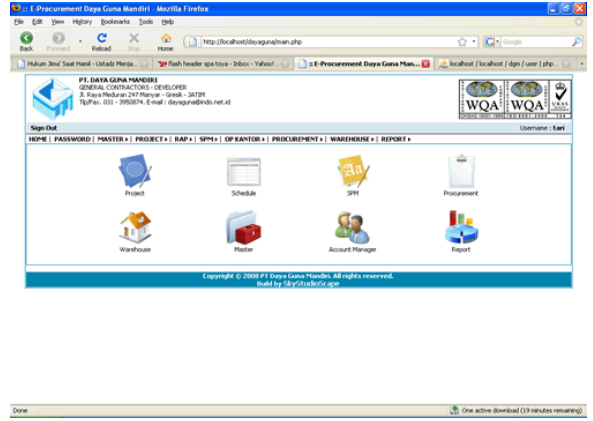 :: E-Procurement Daya Guna Mandiri - Mozilla Firefox
File Edit View History Bookmarks Tools Help
Back Forward Reload Stop Home http://localhost/dayaguna/main.php Google
Hukum Jima' Saat Hamil - Ustadz Menja... flash header spa toya - Inbox - Yahoo!... :: E-Procurement Daya Guna Man... localhost / localhost / dgm / user | php...
PT. DAYA GUNA MANDIRI
GENERAL CONTRACTORS - DEVELOPER
Jl. Raya Meduran 247 Manyar - Gresik - JATIM
Tlp/Fax. 031 - 3950874, E-mail : dayaguna@indo.net.id
WQA WQA UKAS
Sign Out Username : tari
HOME | PASSWORD | MASTER | PROJECT | RAP | SPM | OP KANTOR | PROCUREMENT | WAREHOUSE | REPORT
Project Schedule SPM Procurement
Warehouse Master Account Manager Report
Copyright © 2008 PT Daya Guna Mandiri. All rights reserved.
Build by SkyStudioScape
Done One active download (19 minutes remaining)